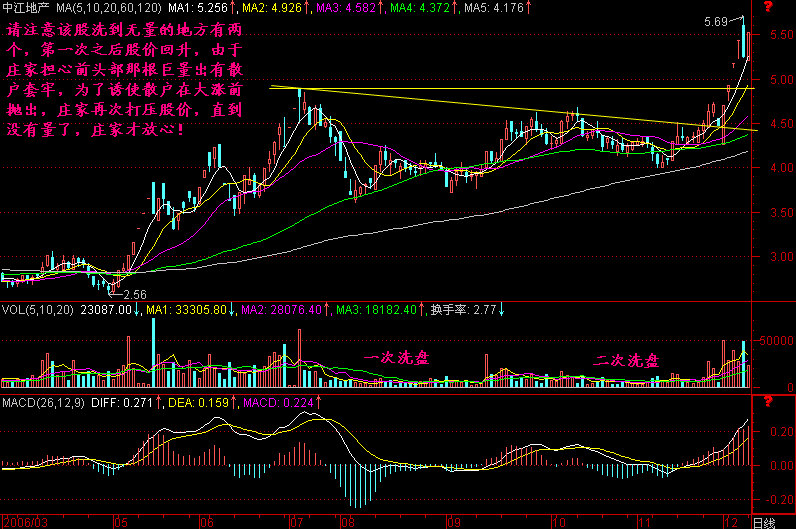 中江地产 MA(5,10,20,60,120) MA1: 5.256↑, MA2: 4.926↑, MA3: 4.582↑, MA4: 4.372↑, MA5: 4.176↑ ?
请注意该股洗到无量的地方有两
个，第一次之后股价回升，由于
庄家担心前头部那根巨量出有散
户套牢，为了诱使散户在大涨前
抛出，庄家再次打压股价，直到
没有量了，庄家才放心！
5.69
5.50
5.00
4.50
4.00
3.50
3.00
2.56
VOL(5,10,20) 23087.00↓, MA1: 33305.80↓, MA2: 28076.40↑, MA3: 18182.40↑, 换手率: 2.77↓
50000
一次洗盘
二次洗盘
0
MACD(26,12,9) DIFF: 0.271↑, DEA: 0.159↑, MACD: 0.224↑ ?
0.20
0.00
-0.20
2006/03 05 06 07 08 09 10 11 12 日线